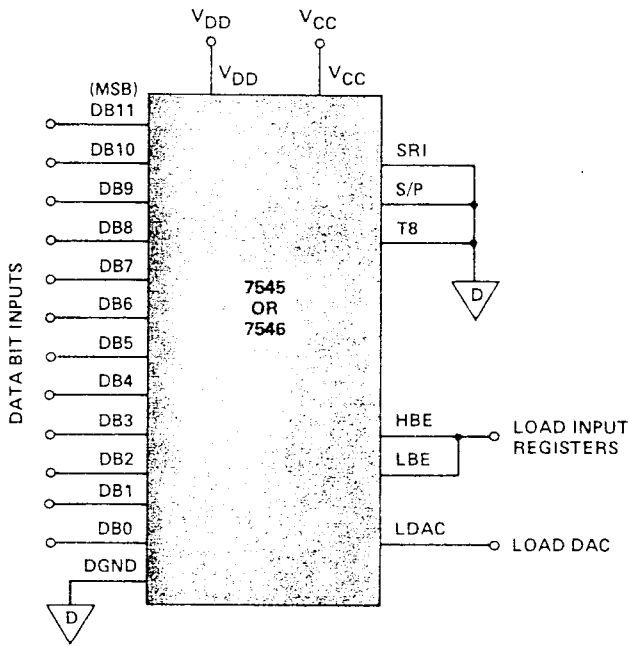 VDD
VCC
VDD
VCC
(MSB)
DB11
DB10
DB9
DB8
DB7
DB6
DB5
DB4
DB3
DB2
DB1
DB0
DGND
D
DATA BIT INPUTS
7545
OR
7546
SRI
S/P
T8
D
HBE
LBE
LOAD INPUT
REGISTERS
LDAC
LOAD DAC